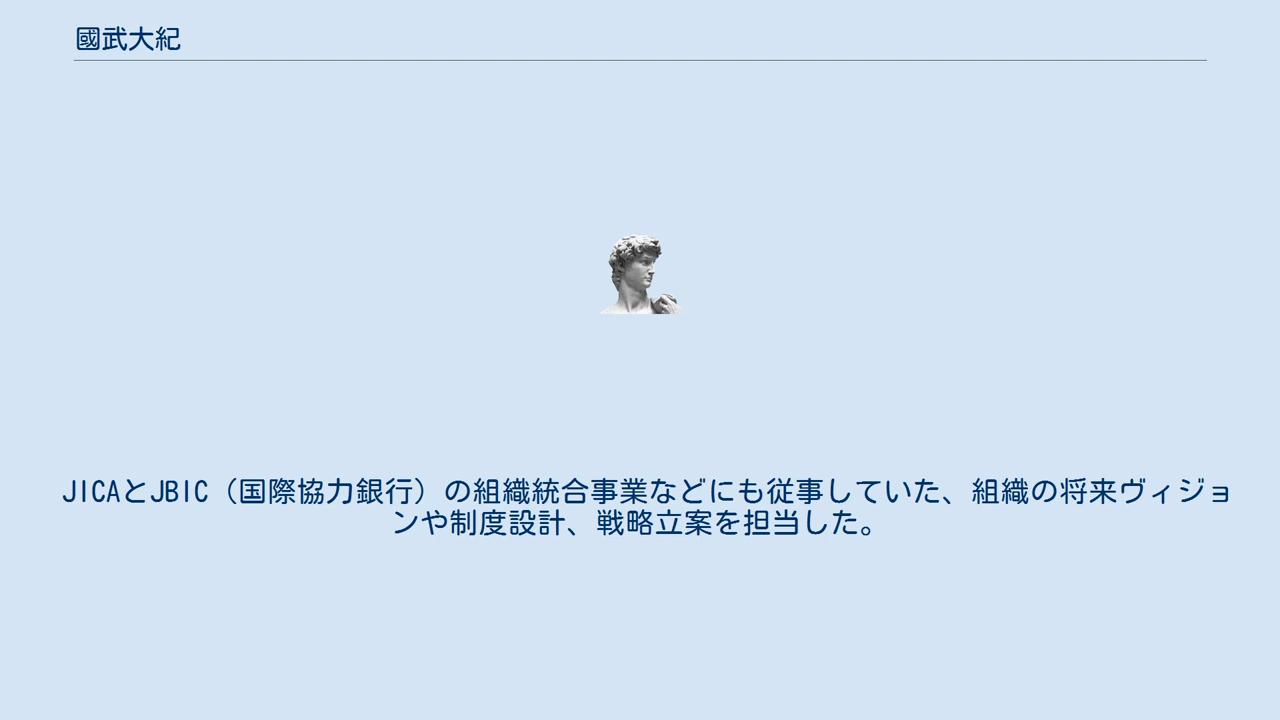 國武大紀
JICAとJBIC（国際協力銀行）の組織統合事業などにも従事していた、組織の将来ヴィジョ
ンや制度設計、戦略立案を担当した。